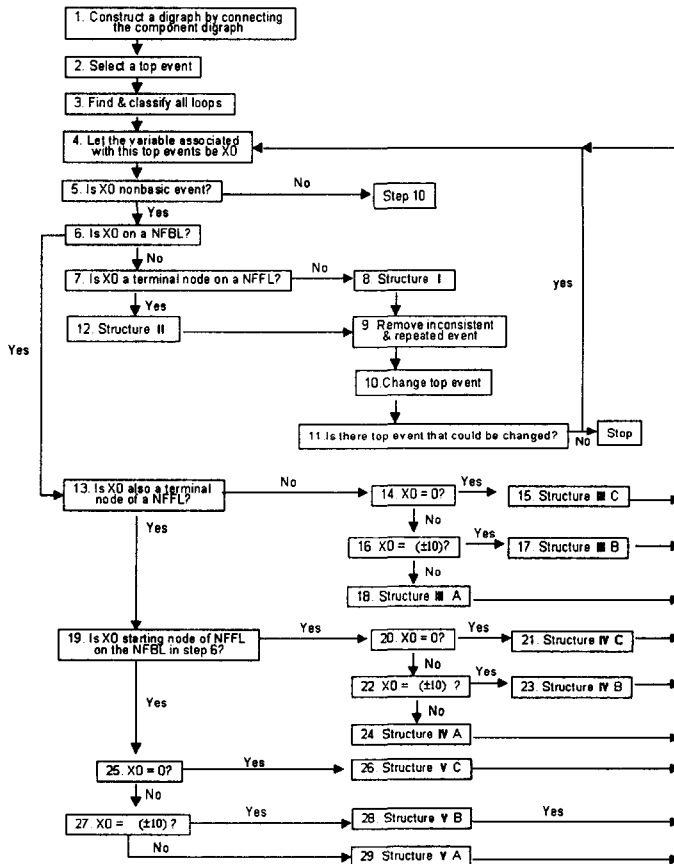 1. Construct a digraph by connecting
the component digraph
2. Select a top event
3. Find & classify all loops
4. Let the variable associated
with this top events be X0
5. Is X0 nonbasic event?
No
Step 10
Yes
6. Is X0 on a NFBL?
No
7. Is X0 a terminal node on a NFFL?
No
8. Structure I
yes
Yes
12. Structure II
9 Remove inconsistent
& repeated event
Yes
10.Change top event
11.Is there top event that could be changed?
No
Stop
13. Is X0 also a terminal
node of a NFFL?
No
14. X0 = 0?
Yes
15. Structure III C
Yes
No
16 X0 = (±10)?
Yes
17. Structure III B
No
18. Structure III A
19. Is X0 starting node of NFFL
on the NFBL in step 6?
Yes
20. X0 = 0?
Yes
21. Structure IV C
No
22 X0 = (±10) ?
Yes
23. Structure IV B
Yes
No
24 Structure IV A
25. X0 = 0?
Yes
26. Structure V C
No
27. X0 = (±10) ?
Yes
28. Structure V B
Yes
No
29 Structure V A